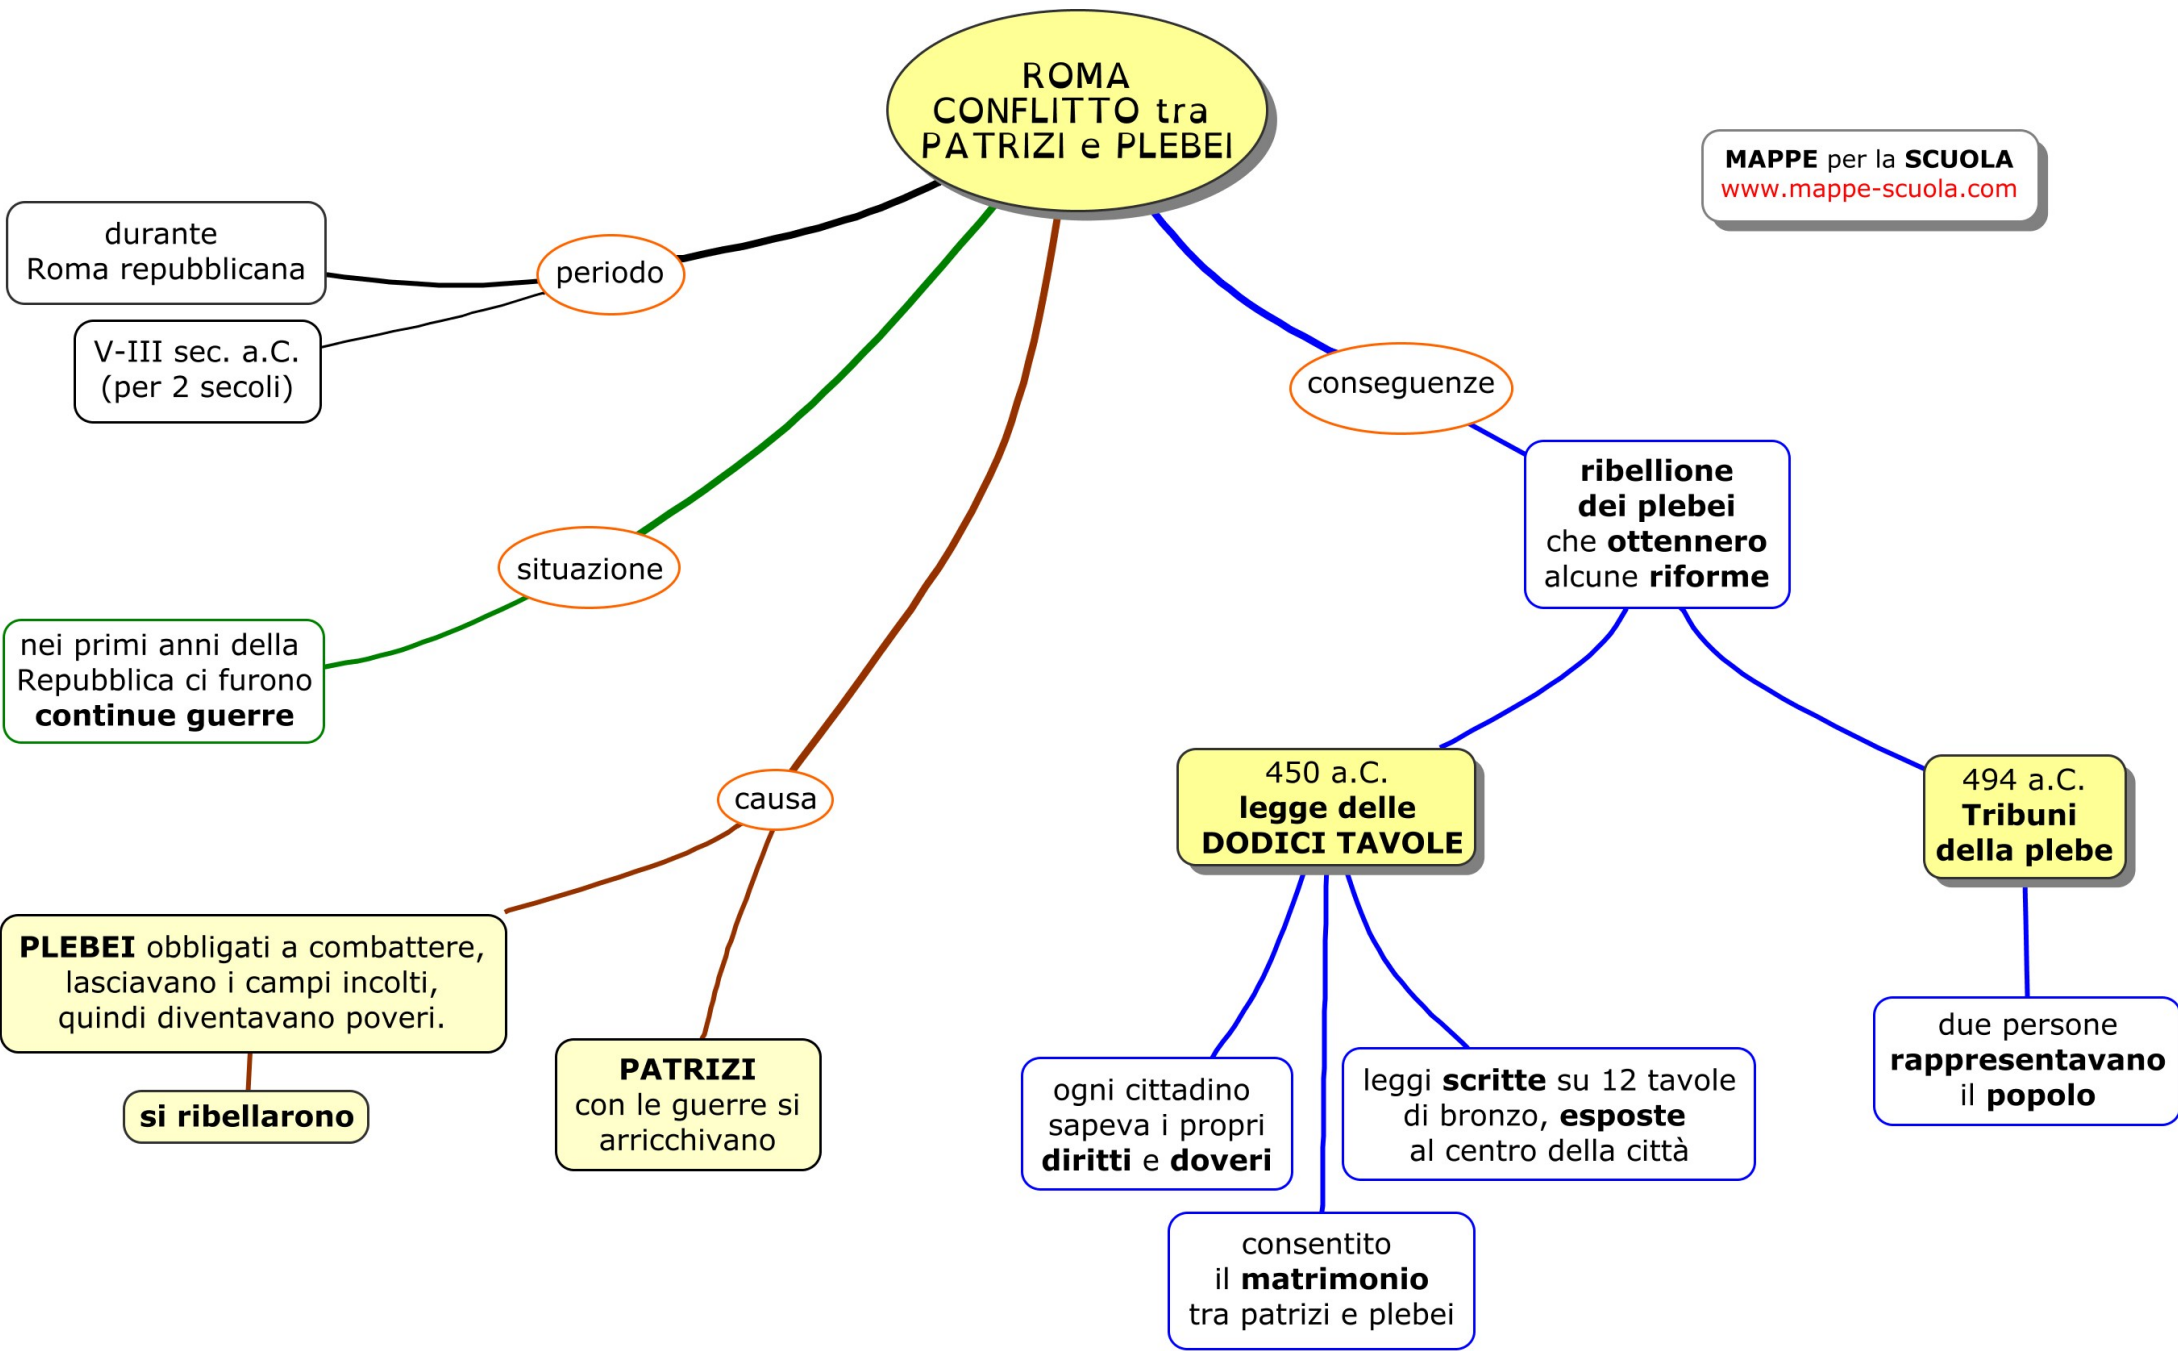 ROMA
CONFLITTO tra
PATRIZI e PLEBEI
MAPPE per la SCUOLA
www.mappe-scuola.com
durante
Roma repubblicana
periodo
V-III sec. a.C.
(per 2 secoli)
conseguenze
ribellione
dei plebei
che ottennero
alcune riforme
situazione
nei primi anni della
Repubblica ci furono
continue guerre
causa
450 a.C.
legge delle
DODICI TAVOLE
494 a.C.
Tribuni
della plebe
PLEBEI obbligati a combattere,
lasciavano i campi incolti,
quindi diventavano poveri.
si ribellarono
PATRIZI
con le guerre si
arricchivano
ogni cittadino
sapeva i propri
diritti e doveri
leggi scritte su 12 tavole
di bronzo, esposte
al centro della città
due persone
rappresentavano
il popolo
consentito
il matrimonio
tra patrizi e plebei